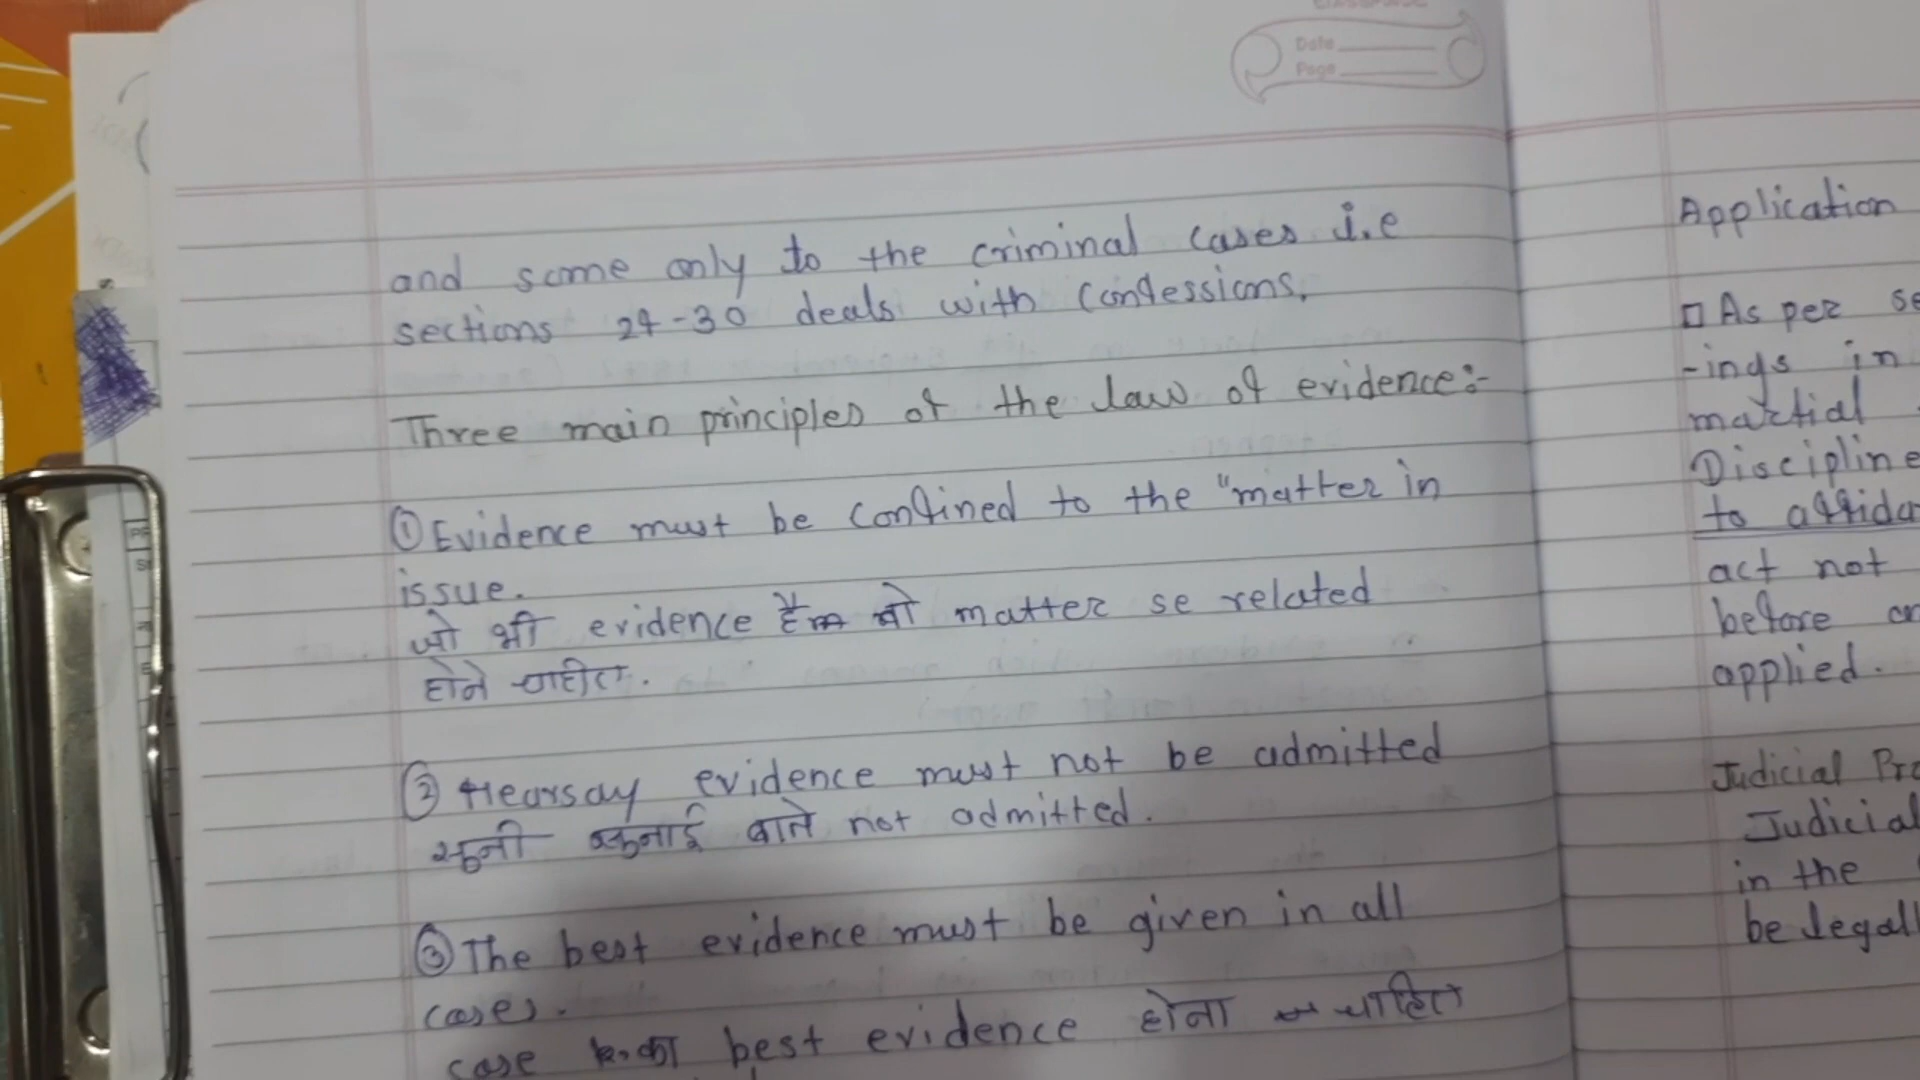 Date
Page
and some only to the criminal cases i.e
sections 24-30 deals with Confessions.
Three main principles of the law of evidence:-
① Evidence must be confined to the "matter in
issue.
जो भी evidence है वो matter se related
होने चाहीए.
② Hearsay evidence must not be admitted
सुनी सुनाई बाते not admitted.
③ The best evidence must be given in all
cases.
case का best evidence होना चाहिए
Application
□ As per se
-ings in
martial
Discipline
to affida
act not
before
applied.
Judicial Pro
Judicial
in the
be legall